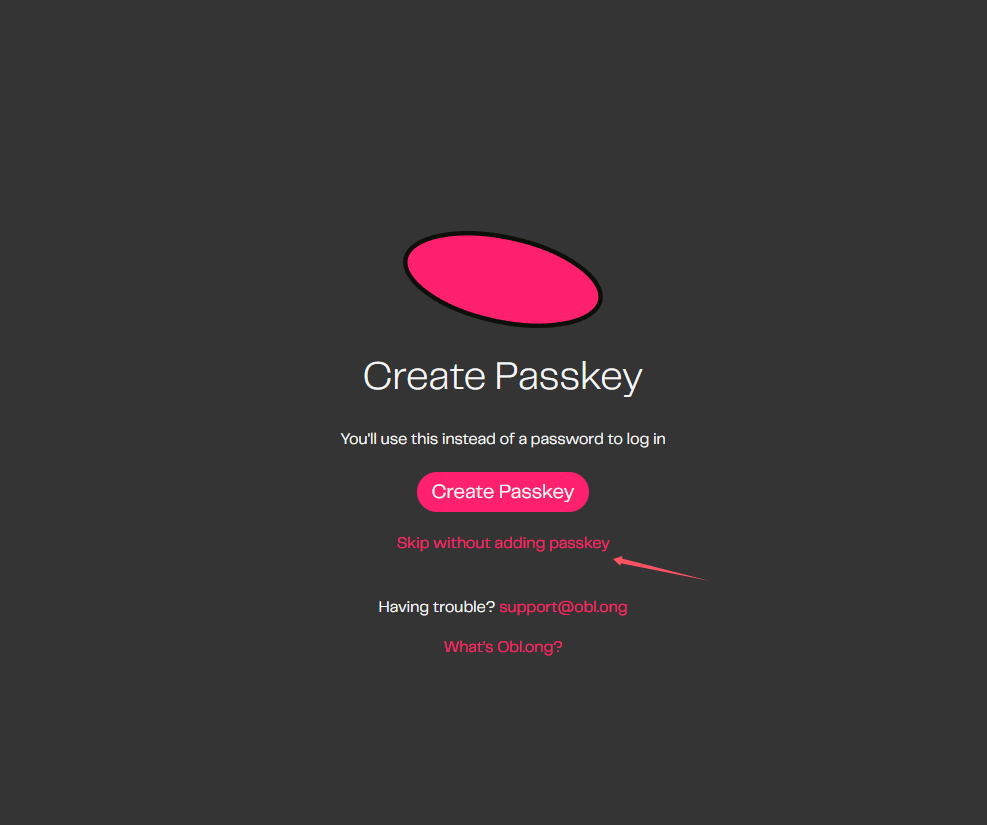 Create Passkey
You'll use this instead of a password to log in
Create Passkey
Skip without adding passkey
Having trouble? support@obl.ong
What's Obl.ong?